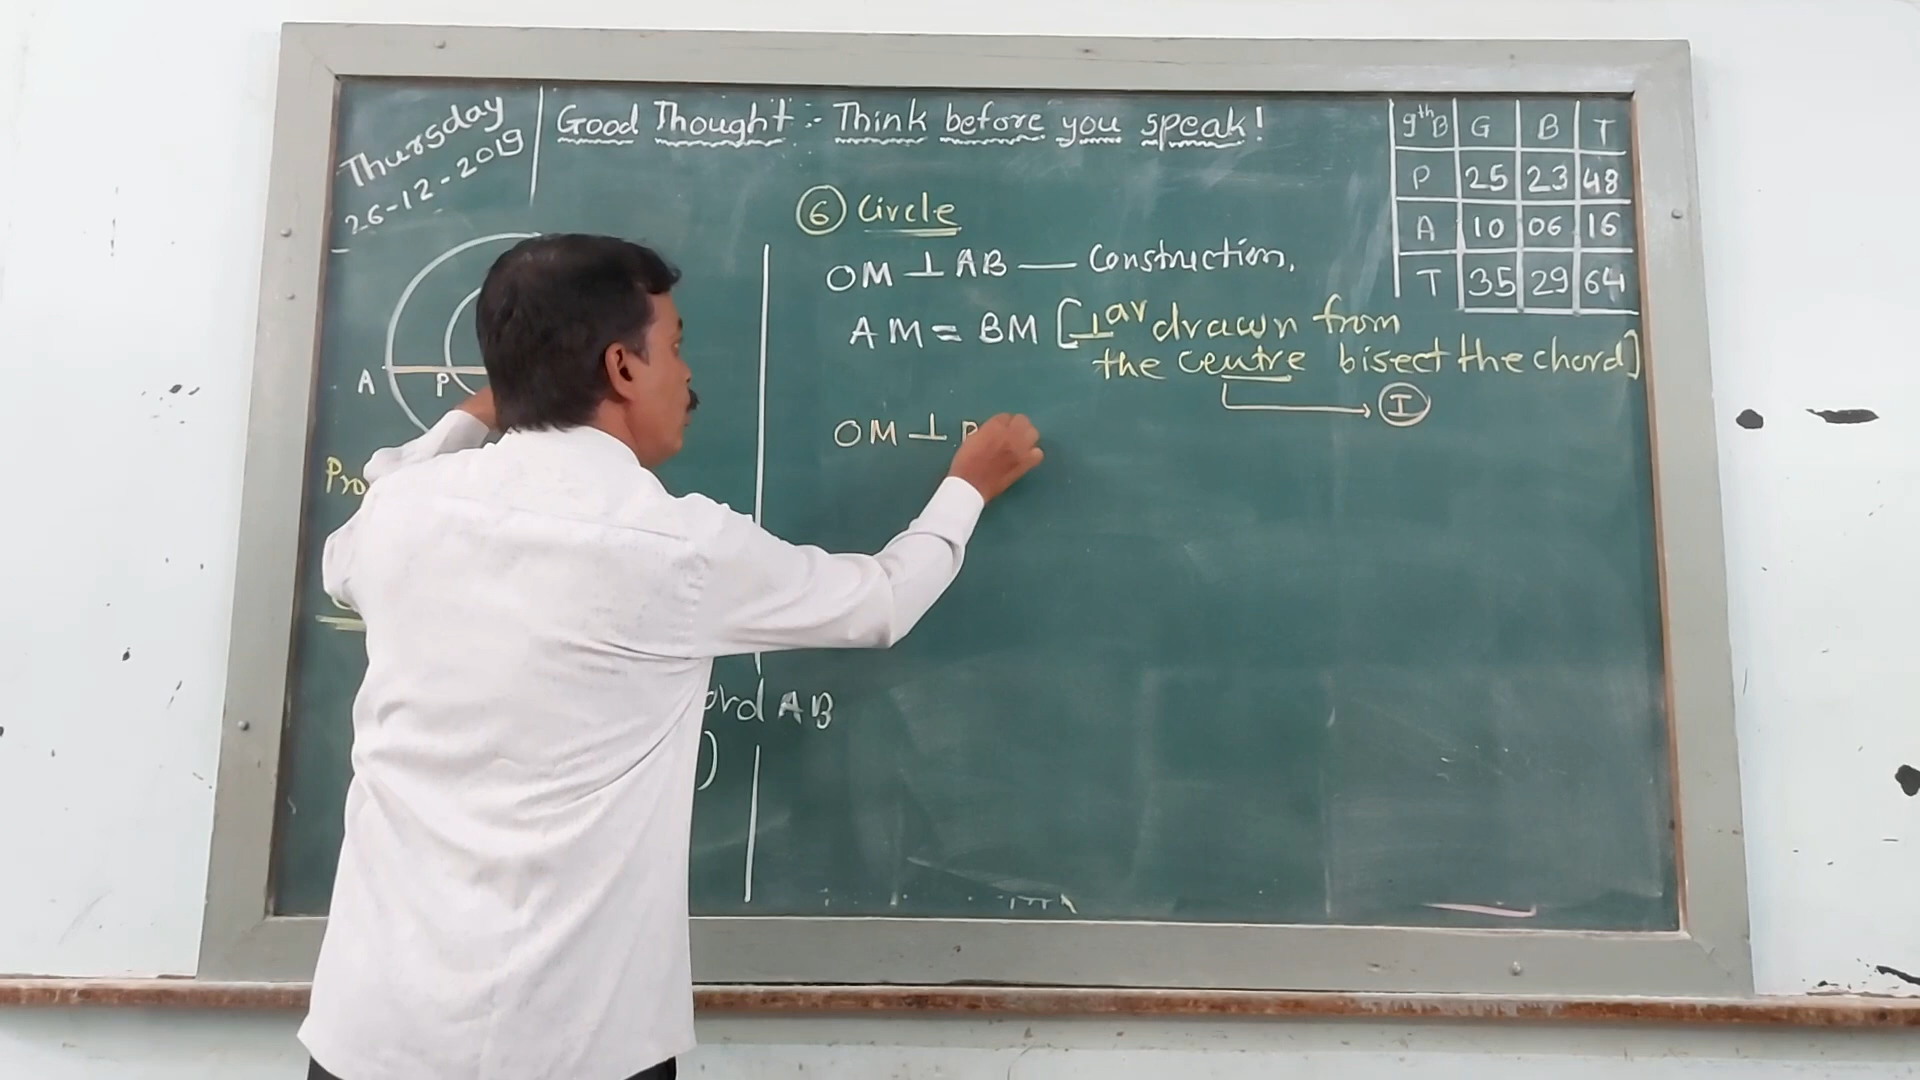 Thursday
26-12-2019
Good Thought :- Think before you speak!
9th B G B T
P 25 23 48
A 10 06 16
T 35 29 64
A P
⑥ Circle
OM ⊥ AB — Construction.
AM = BM [⊥ar drawn from
the centre bisect the chord]
I
OM ⊥ P
AB